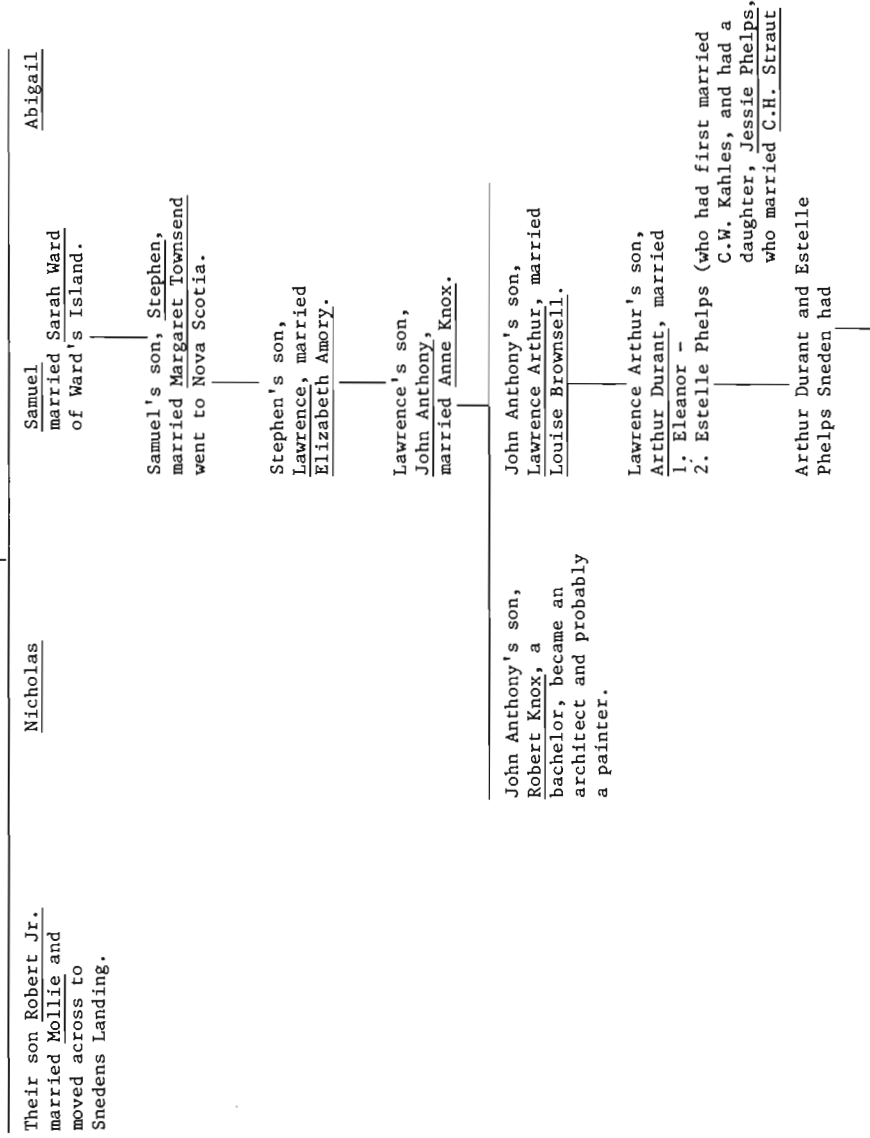 Their son Robert Jr.
married Mollie and
moved across to
Snedens Landing.
Nicholas
Samuel
married Sarah Ward
of Ward's Island.
Abigail
Samuel's son, Stephen,
married Margaret Townsend
went to Nova Scotia.
Stephen's son,
Lawrence, married
Elizabeth Amory.
Lawrence's son,
John Anthony,
married Anne Knox.
John Anthony's son,
Robert Knox, a
bachelor, became an
architect and probably
a painter.
John Anthony's son,
Lawrence Arthur, married
Louise Brownsell.
Lawrence Arthur's son,
Arthur Durant, married
1. Eleanor -
2. Estelle Phelps (who had first married
C.W. Kahles, and had a
daughter, Jessie Phelps,
who married C.H. Straut
Arthur Durant and Estelle
Phelps Sneden had